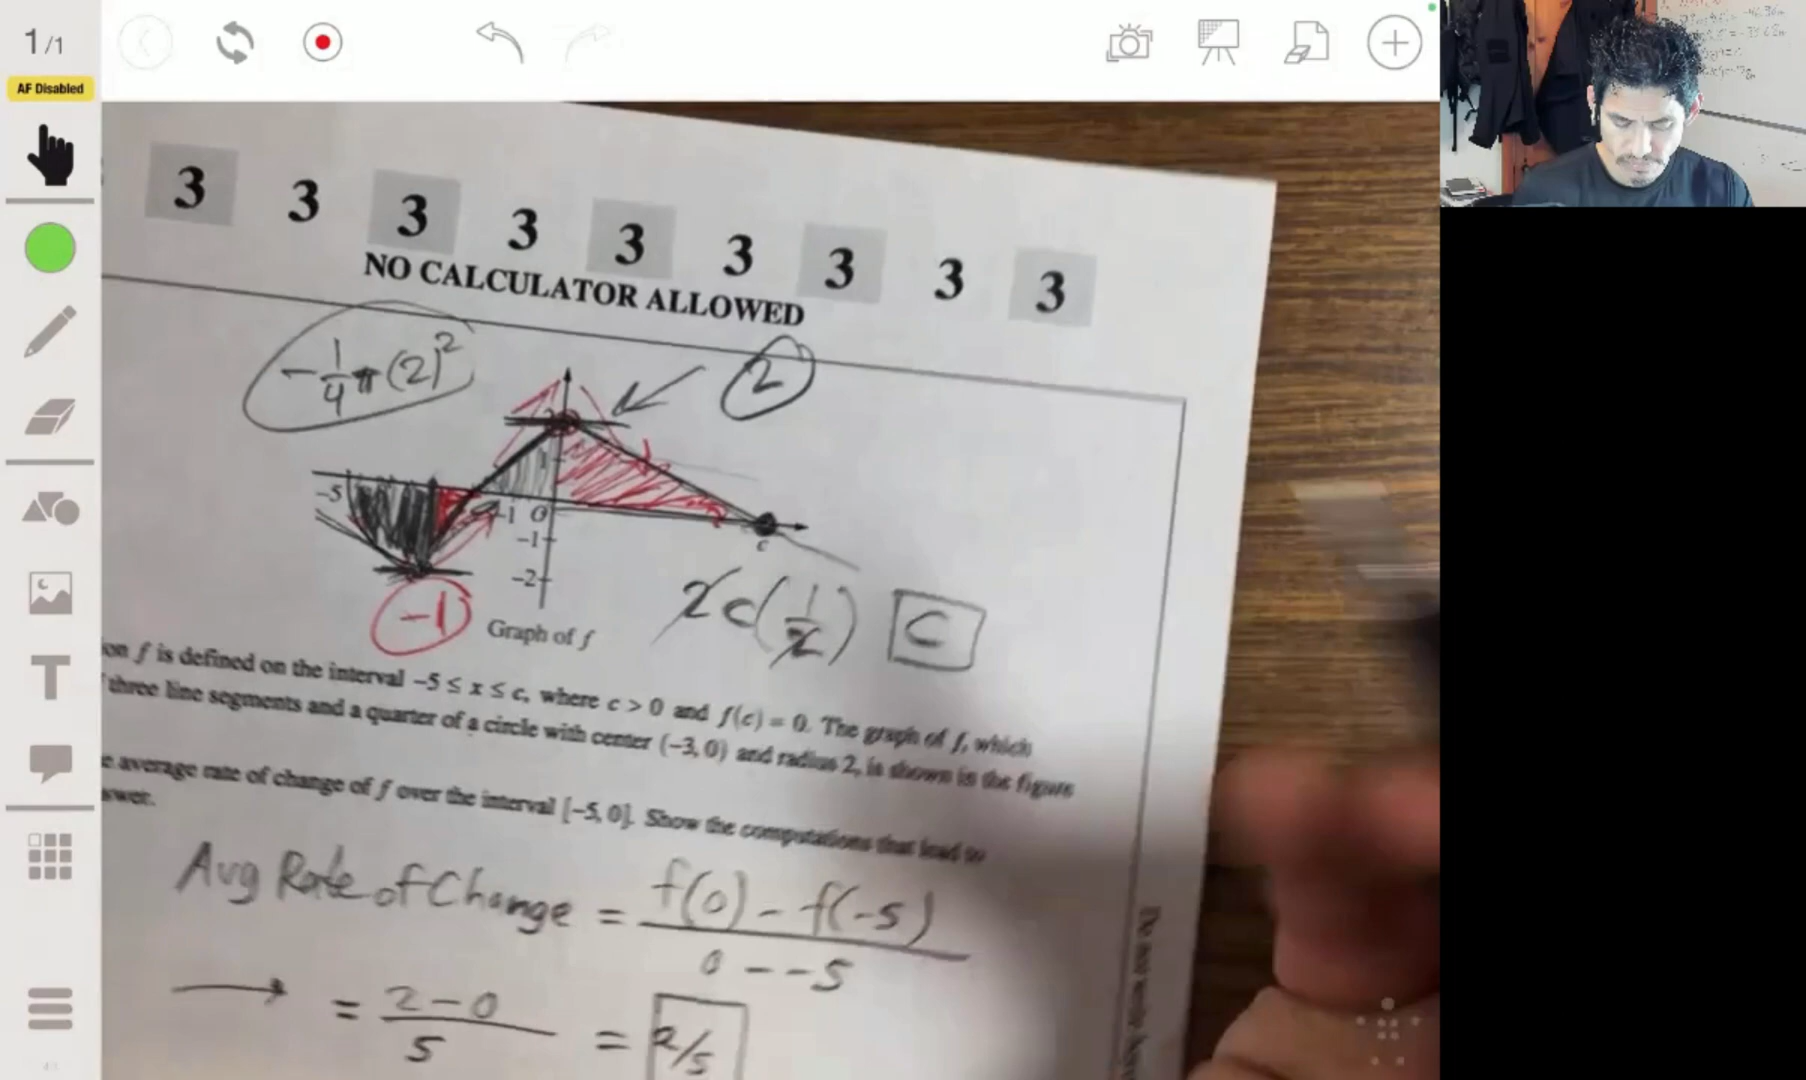 1/1
AF Disabled
3 3 3 3 3 3 3 3 3
NO CALCULATOR ALLOWED
-1/4 π(2)²
2
-5
-1 O
-1
-2
c
-1
Graph of f
2c(1/2) C
on f is defined on the interval -5 ≤ x ≤ c, where c > 0 and f(c) = 0. The graph of f, which
three line segments and a quarter of a circle with center (-3, 0) and radius 2, is shown in the figure
e average rate of change of f over the interval [-5, 0]. Show the computations that lead to
swer.
Avg Rate of Change = f(0) - f(-5) / 0 - -5
= 2-0 / 5 = 2/5
T